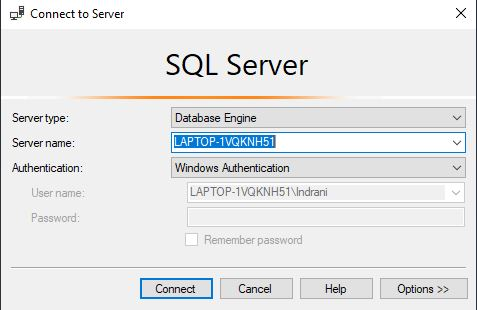 Connect to Server
SQL Server
Server type: Database Engine
Server name: LAPTOP-1VQKNH51
Authentication: Windows Authentication
User name: LAPTOP-1VQKNH51\Indrani
Password:
Remember password
Connect Cancel Help Options >>